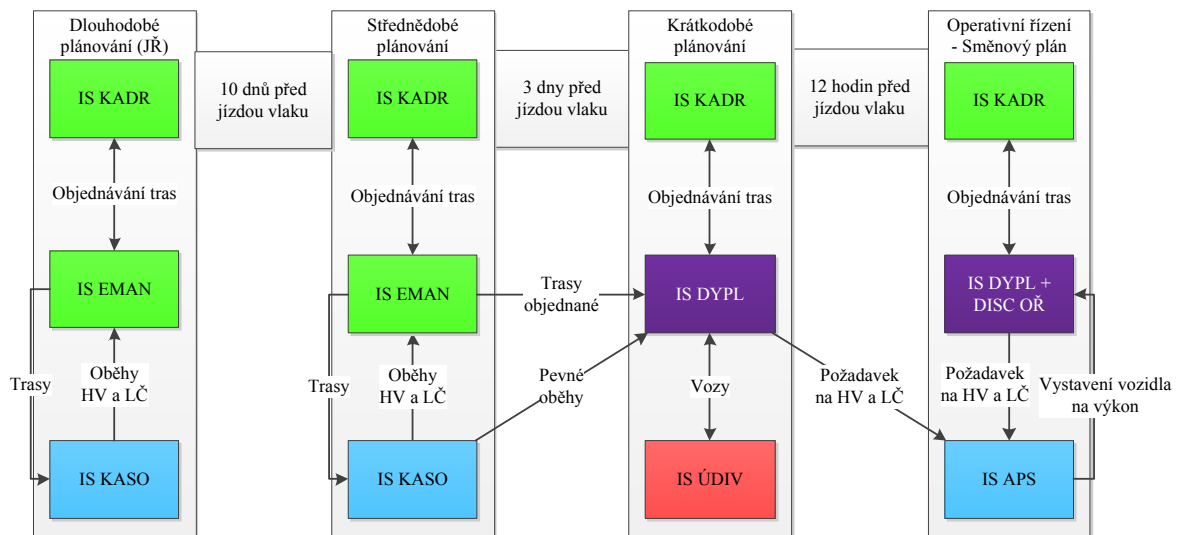 Dlouhodobé
plánování (JŘ)
IS KADR
Objednávání tras
IS EMAN
Trasy
Oběhy
HV a LČ
IS KASO
10 dnů před
jízdou vlaku
Střednědobé
plánování
IS KADR
Objednávání tras
IS EMAN
Trasy
Oběhy
HV a LČ
IS KASO
Trasy
objednané
Pevné
oběhy
3 dny před
jízdou vlaku
Krátkodobé
plánování
IS KADR
Objednávání tras
IS DYPL
Vozy
IS ÚDIV
12 hodin před
jízdou vlaku
Požadavek
na HV a LČ
Operativní řízení
- Směnový plán
IS KADR
Objednávání tras
IS DYPL +
DISC OŘ
Požadavek
na HV a LČ
Vystavení vozidla
na výkon
IS APS